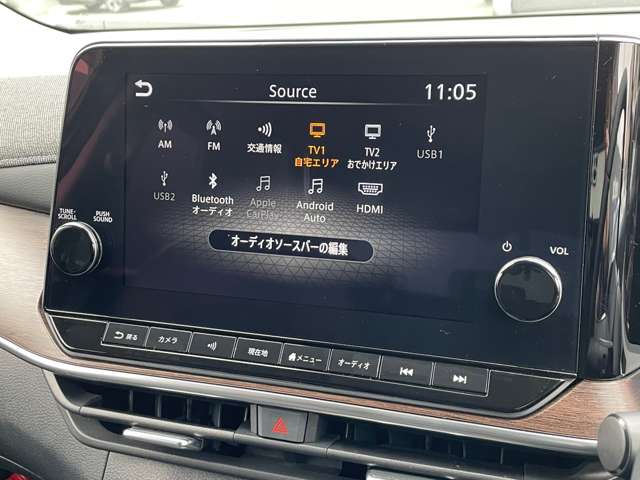 Source
11:05
AM
FM
交通情報
TV1
自宅エリア
TV2
おでかけエリア
USB1
USB2
Bluetooth
オーディオ
Apple
CarPlay
Android
Auto
HDMI
オーディオソースバーの編集
TUNE・
SCROLL
PUSH
SOUND
VOL
戻る
カメラ
現在地
メニュー
オーディオ